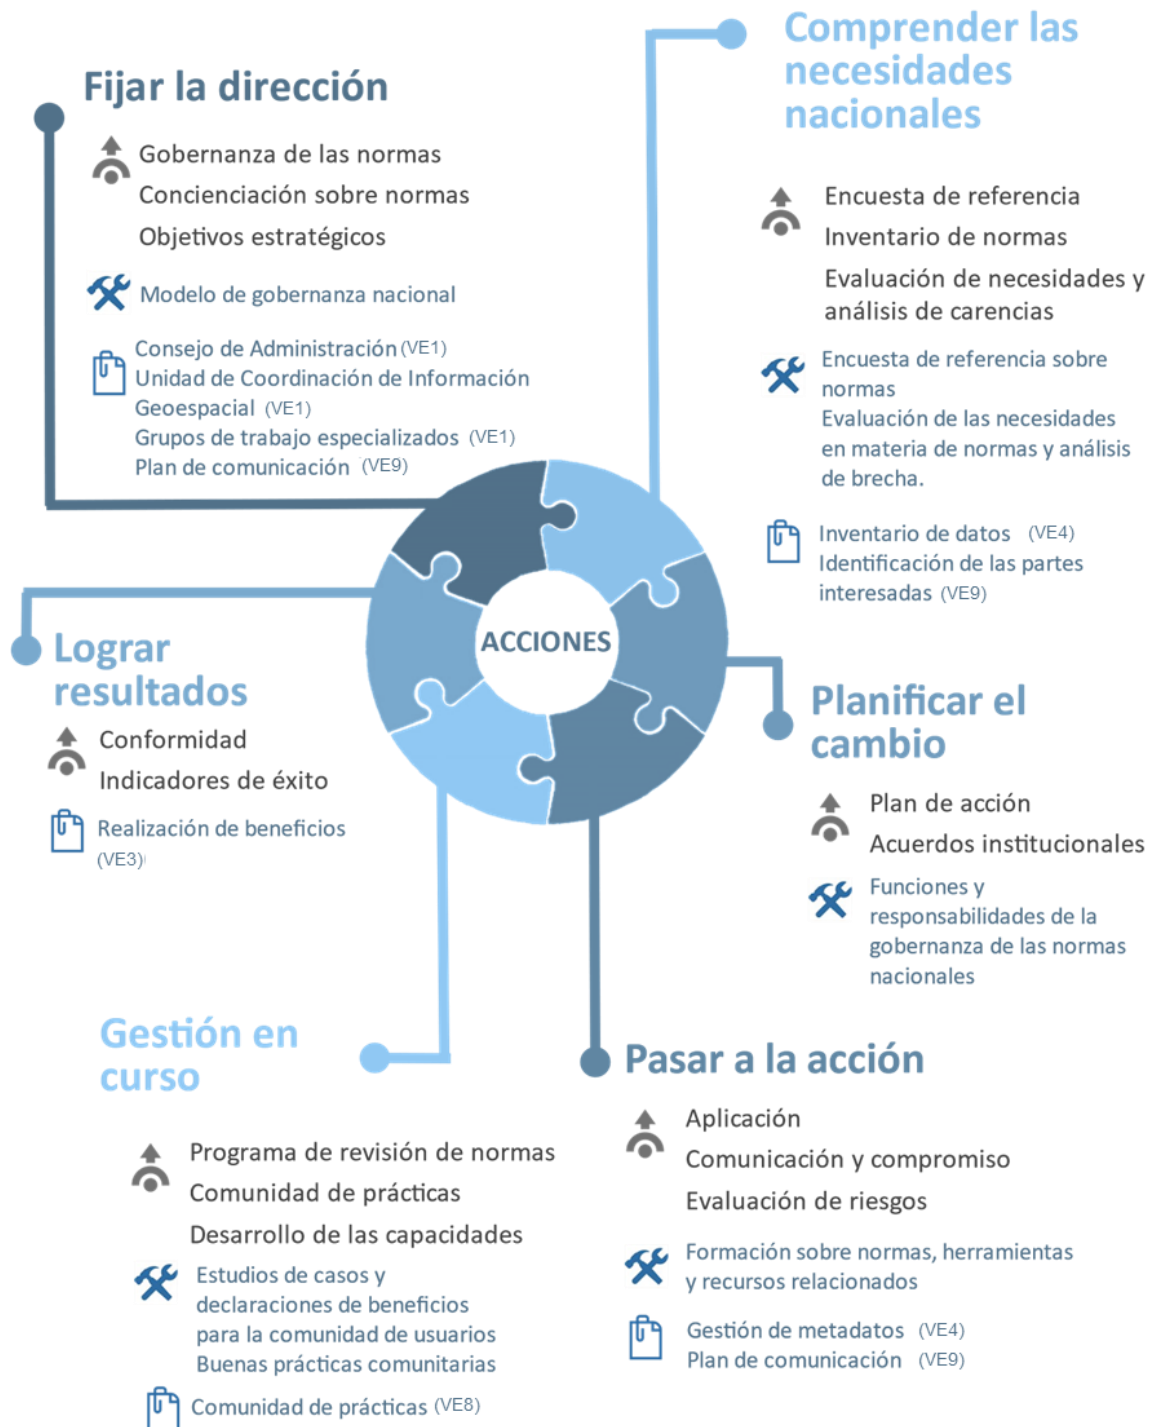 Fijar la dirección
Gobernanza de las normas
Concienciación sobre normas
Objetivos estratégicos
Modelo de gobernanza nacional
Consejo de Administración (VE1)
Unidad de Coordinación de Información
Geoespacial (VE1)
Grupos de trabajo especializados (VE1)
Plan de comunicación (VE9)
Comprender las
necesidades
nacionales
Encuesta de referencia
Inventario de normas
Evaluación de necesidades y
análisis de carencias
Encuesta de referencia sobre
normas
Evaluación de las necesidades
en materia de normas y análisis
de brecha.
Inventario de datos (VE4)
Identificación de las partes
interesadas (VE9)
ACCIONES
Lograr
resultados
Conformidad
Indicadores de éxito
Realización de beneficios
(VE3)
Planificar el
cambio
Plan de acción
Acuerdos institucionales
Funciones y
responsabilidades de la
gobernanza de las normas
nacionales
Gestión en
curso
Programa de revisión de normas
Comunidad de prácticas
Desarrollo de las capacidades
Estudios de casos y
declaraciones de beneficios
para la comunidad de usuarios
Buenas prácticas comunitarias
Comunidad de prácticas (VE8)
Pasar a la acción
Aplicación
Comunicación y compromiso
Evaluación de riesgos
Formación sobre normas, herramientas
y recursos relacionados
Gestión de metadatos (VE4)
Plan de comunicación (VE9)